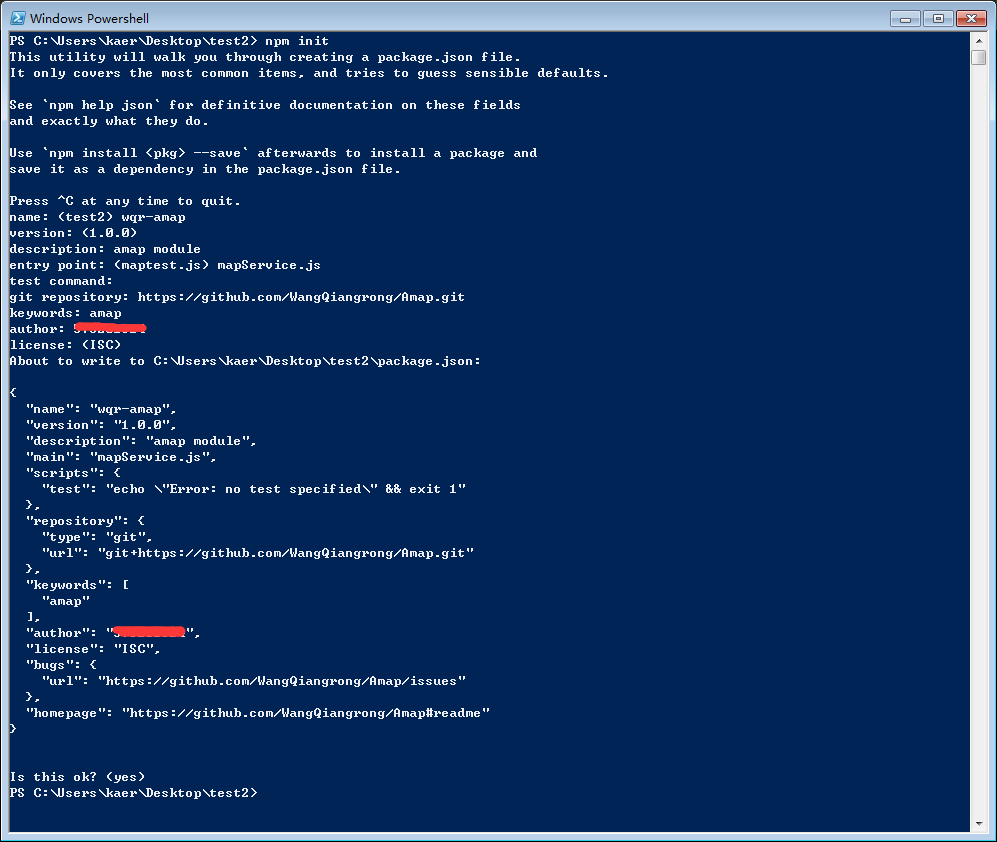 Windows Powershell
PS C:\Users\kaer\Desktop\test2> npm init
This utility will walk you through creating a package.json file.
It only covers the most common items, and tries to guess sensible defaults.
See `npm help json` for definitive documentation on these fields
and exactly what they do.
Use `npm install <pkg> --save` afterwards to install a package and
save it as a dependency in the package.json file.
Press ^C at any time to quit.
name: (test2) wqr-amap
version: (1.0.0)
description: amap module
entry point: (maptest.js) mapService.js
test command:
git repository: https://github.com/WangQiangrong/Amap.git
keywords: amap
author:
license: (ISC)
About to write to C:\Users\kaer\Desktop\test2\package.json:
{
"name": "wqr-amap",
"version": "1.0.0",
"description": "amap module",
"main": "mapService.js",
"scripts": {
"test": "echo \"Error: no test specified\" && exit 1"
},
"repository": {
"type": "git",
"url": "git+https://github.com/WangQiangrong/Amap.git"
},
"keywords": [
"amap"
],
"author": "",
"license": "ISC",
"bugs": {
"url": "https://github.com/WangQiangrong/Amap/issues"
},
"homepage": "https://github.com/WangQiangrong/Amap#readme"
}
Is this ok? (yes)
PS C:\Users\kaer\Desktop\test2>